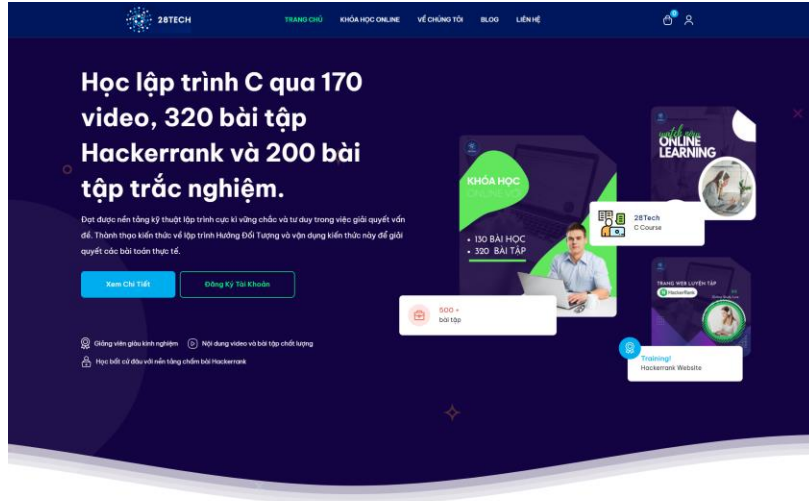 28TECH
TRANG CHỦ KHÓA HỌC ONLINE VỀ CHÚNG TÔI BLOG LIÊN HỆ
0
Học lập trình C qua 170
video, 320 bài tập
Hackerrank và 200 bài
tập trắc nghiệm.
Đạt được nền tảng kỹ thuật lập trình cực kì vững chắc và tư duy trong việc giải quyết vấn
đề. Thành thạo kiến thức về lập trình Hướng Đối Tượng và vận dụng kiến thức này để giải
quyết các bài toán thực tế.
Xem Chi Tiết
Đăng Ký Tài Khoản
Giảng viên giàu kinh nghiệm
Nội dung video và bài tập chất lượng
Học bất cứ đâu với nền tảng chấm bài Hackerrank
KHÓA HỌC
ONLINE VỚI
• 130 BÀI HỌC
• 320 BÀI TẬP
500 +
bài tập
watch now
ONLINE
LEARNING
28Tech
C Course
TRANG WEB LUYỆN TẬP
HackerRank
Training!
Hackerrank Website